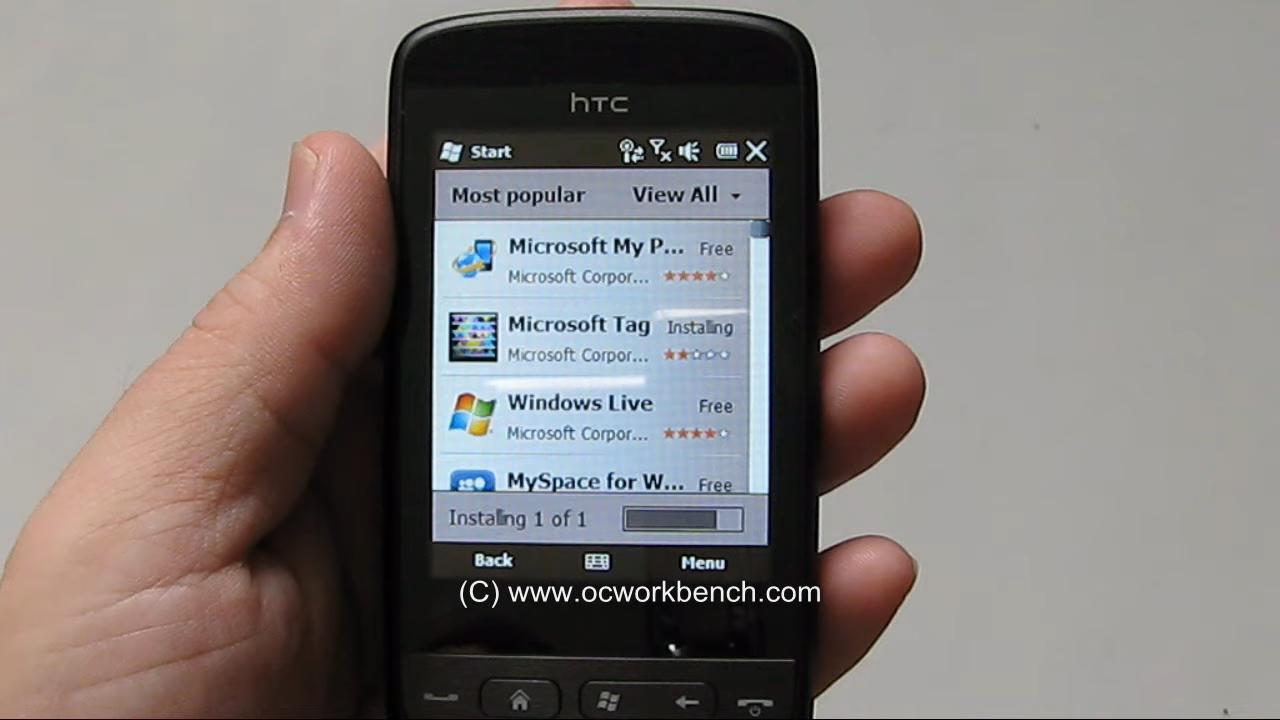 hTC
Start
Most popular View All
Microsoft My P... Free
Microsoft Corpor...
Microsoft Tag Installing
Microsoft Corpor...
Windows Live Free
Microsoft Corpor...
MySpace for W... Free
Installing 1 of 1
Back Menu
(C) www.ocworkbench.com